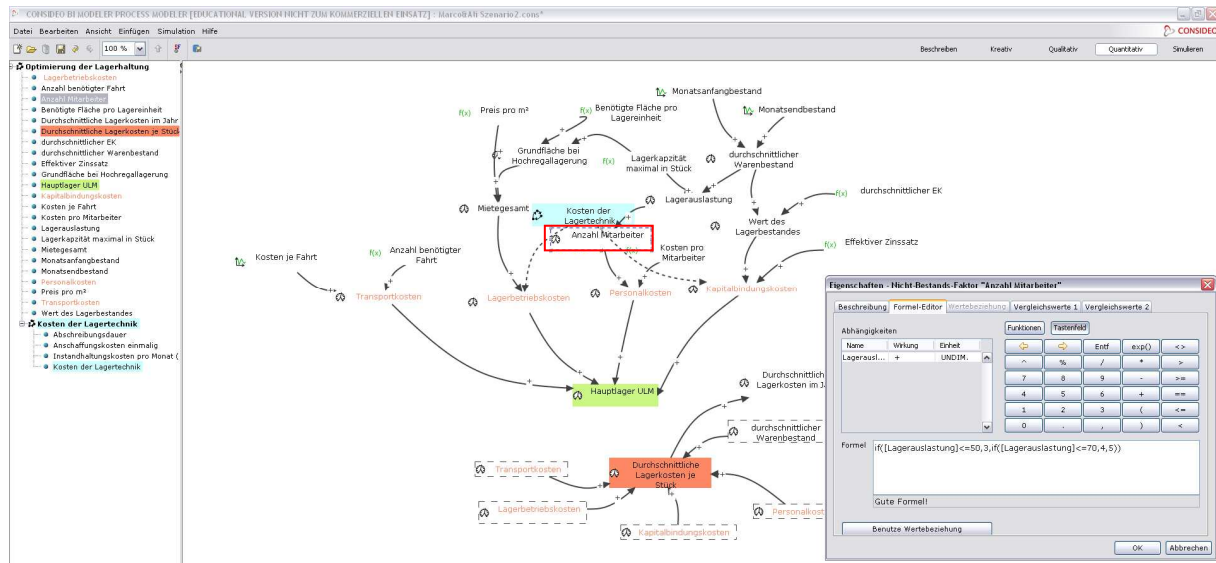 CONSIDEO BI MODELER PROCESS MODELER [EDUCATIONAL VERSION NICHT ZUM KOMMERZIELLEN EINSATZ] : Marco&Ali Szenario2.cons*
Datei Bearbeiten Ansicht Einfügen Simulation Hilfe
CONSIDEO
100 %
Beschreiben Kreativ Qualitativ Quantitativ Simulieren
Optimierung der Lagerhaltung
Lagerbetriebskosten
Anzahl benötigter Fahrt
Anzahl Mitarbeiter
Benötigte Fläche pro Lagereinheit
Durchschnittliche Lagerkosten im Jahr
Durchschnittliche Lagerkosten je Stück
durchschnittlicher EK
durchschnittlicher Warenbestand
Effektiver Zinssatz
Grundfläche bei Hochregallagerung
Hauptlager ULM
Kapitalbindungskosten
Kosten je Fahrt
Kosten pro Mitarbeiter
Lagerauslastung
Lagerkapzität maximal in Stück
Mietegesamt
Monatsanfangbestand
Monatsendbestand
Personalkosten
Preis pro m²
Transportkosten
Wert des Lagerbestandes
Kosten der Lagertechnik
Abschreibungsdauer
Anschaffungskosten einmalig
Instandhaltungskosten pro Monat (
Kosten der Lagertechnik
Monatsanfangbestand
f(x) Preis pro m²
f(x) Benötigte Fläche pro
Lagereinheit
Monatsendbestand
Grundfläche bei
Hochregallagerung
f(x) Lagerkapzität
maximal in Stück
durchschnittlicher
Warenbestand
f(x) durchschnittlicher EK
Lagerauslastung
Mietegesamt
Kosten der
Lagertechnik
Wert des
Lagerbestandes
Anzahl Mitarbeiter
f(x) Kosten pro
Mitarbeiter
f(x) Effektiver Zinssatz
Kosten je Fahrt
f(x) Anzahl benötigter
Fahrt
Transportkosten
Lagerbetriebskosten
Personalkosten
Kapitalbindungskosten
Hauptlager ULM
Durchschnittlich
Lagerkosten im J
durchschnittlicher
Warenbestand
Transportkosten
Durchschnittliche
Lagerkosten je
Stück
Lagerbetriebskosten
Personalkost
Kapitalbindungskosten
Eigenschaften - Nicht-Bestands-Faktor "Anzahl Mitarbeiter"
Beschreibung Formel-Editor Wertebeziehung Vergleichswerte 1 Vergleichswerte 2
Abhängigkeiten
Funktionen Tastenfeld
Name Wirkung Einheit
Lagerausl... + UNDIM.
Entf exp() <>
^ % / * >
7 8 9 - >=
4 5 6 + ==
1 2 3 ( <=
0 . , ) <
Formel
if([Lagerauslastung]<=50,3,if([Lagerauslastung]<=70,4,5))
Gute Formel!
Benutze Wertebeziehung
OK Abbrechen